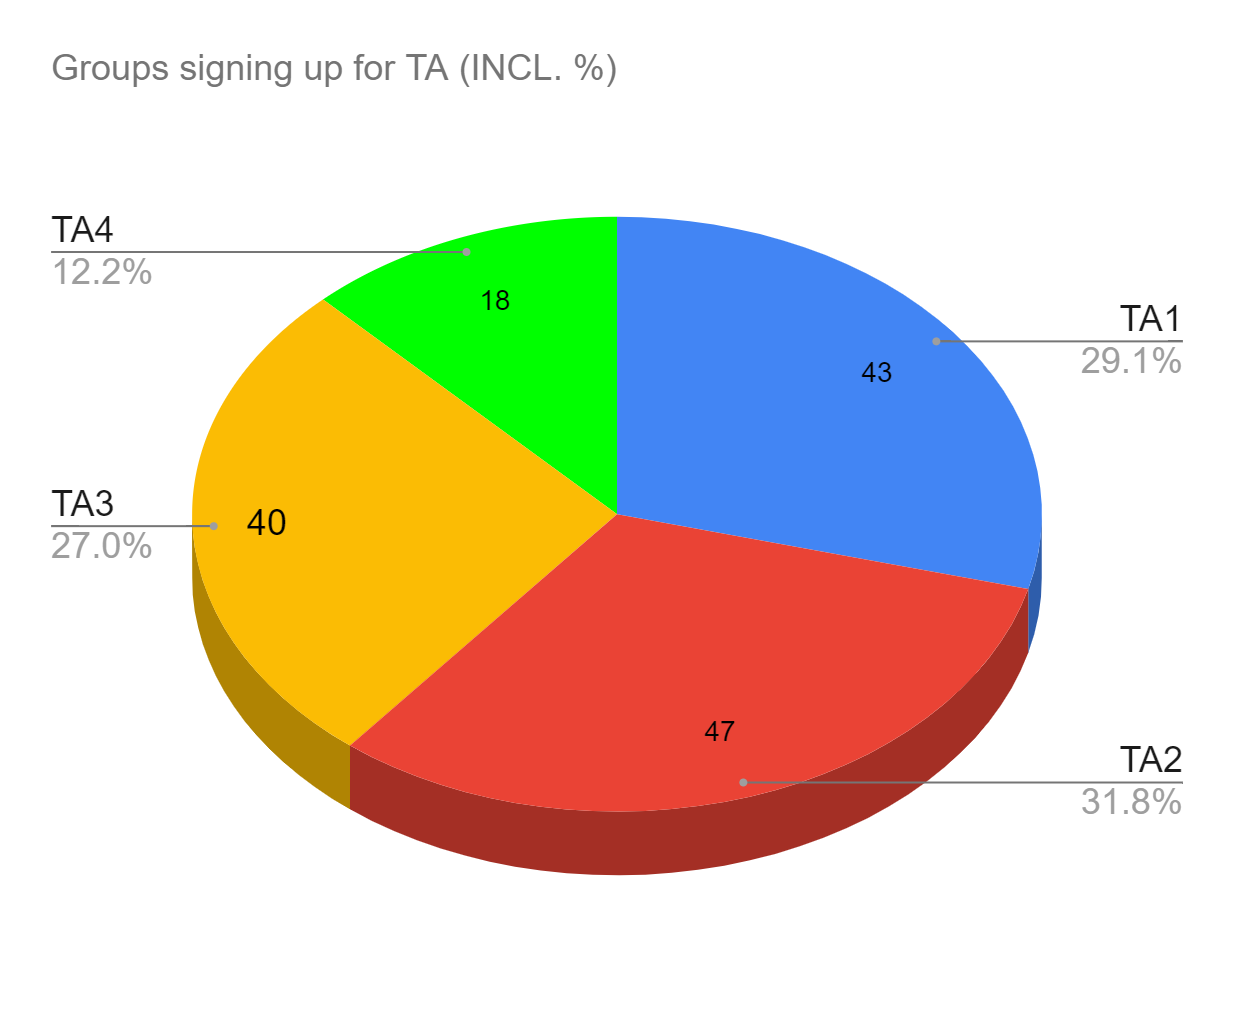 Groups signing up for TA (INCL. %)
TA4
12.2%
18
TA1
29.1%
43
TA3
27.0%
40
47
TA2
31.8%